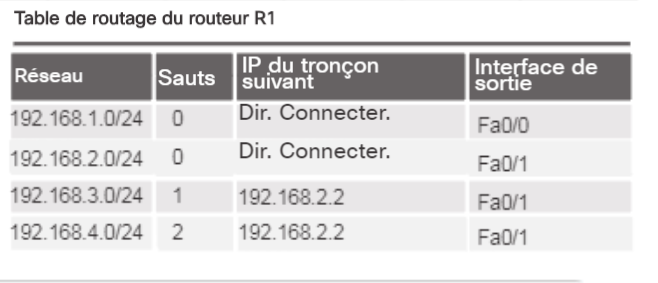 Table de routage du routeur R1
Réseau Sauts IP du tronçon suivant Interface de sortie
192.168.1.0/24 0 Dir. Connecter. Fa0/0
192.168.2.0/24 0 Dir. Connecter. Fa0/1
192.168.3.0/24 1 192.168.2.2 Fa0/1
192.168.4.0/24 2 192.168.2.2 Fa0/1